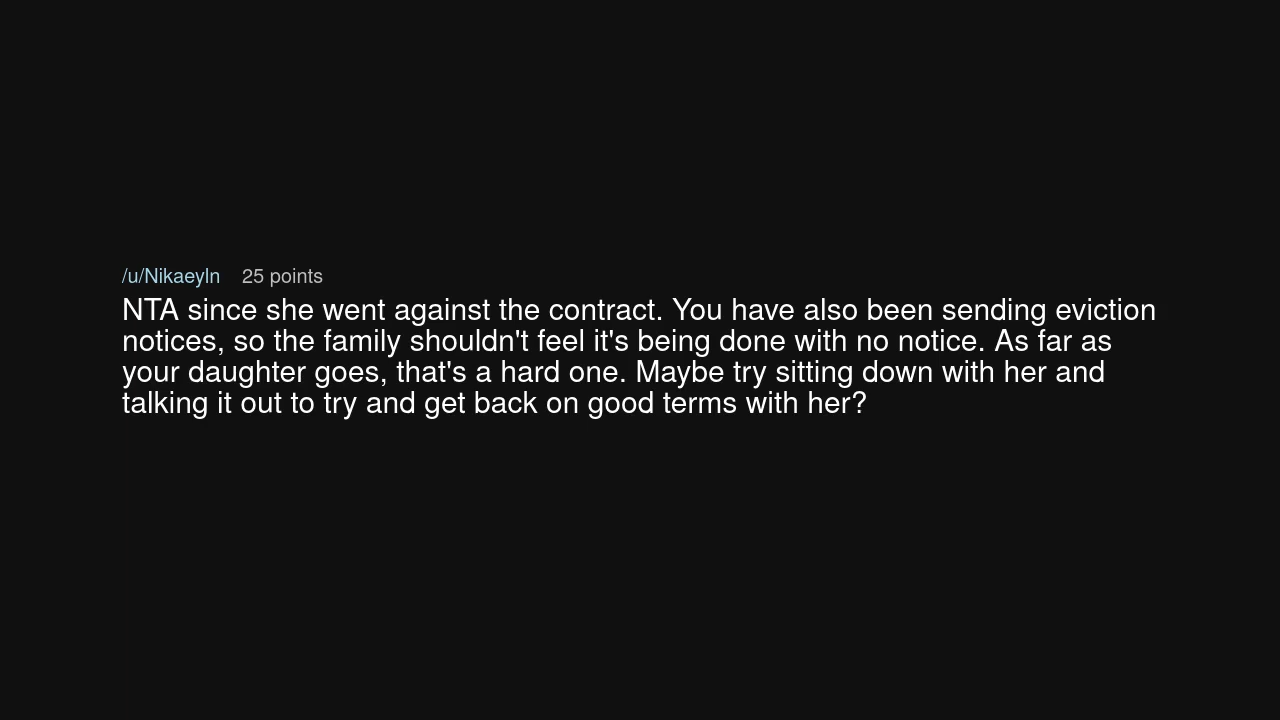 /u/Nikaeyln 25 points
NTA since she went against the contract. You have also been sending eviction
notices, so the family shouldn't feel it's being done with no notice. As far as
your daughter goes, that's a hard one. Maybe try sitting down with her and
talking it out to try and get back on good terms with her?